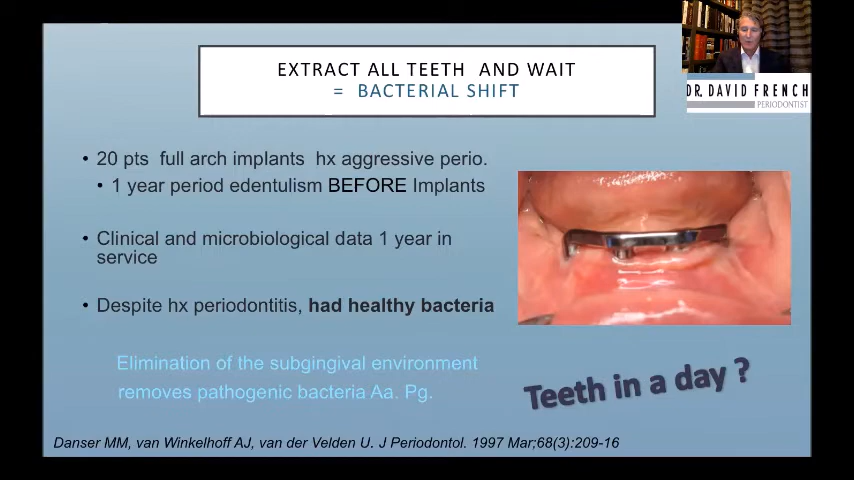 EXTRACT ALL TEETH AND WAIT
= BACTERIAL SHIFT
DR. DAVID FRENCH
PERIODONTIST
• 20 pts full arch implants hx aggressive perio.
• 1 year period edentulism BEFORE Implants
• Clinical and microbiological data 1 year in
service
• Despite hx periodontitis, had healthy bacteria
Elimination of the subgingival environment
removes pathogenic bacteria Aa. Pg.
Teeth in a day ?
Danser MM, van Winkelhoff AJ, van der Velden U. J Periodontol. 1997 Mar;68(3):209-16